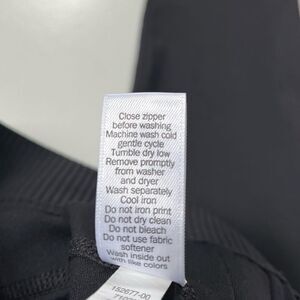 Close zipper
before washing
Machine wash cold
gentle cycle
Tumble dry low
Remove promptly
from washer
and dryer
Wash separately
Cool iron
Do not iron print
Do not dry clean
Do not bleach
Do not use fabric
softener
Wash inside out
with like colors
152677-00